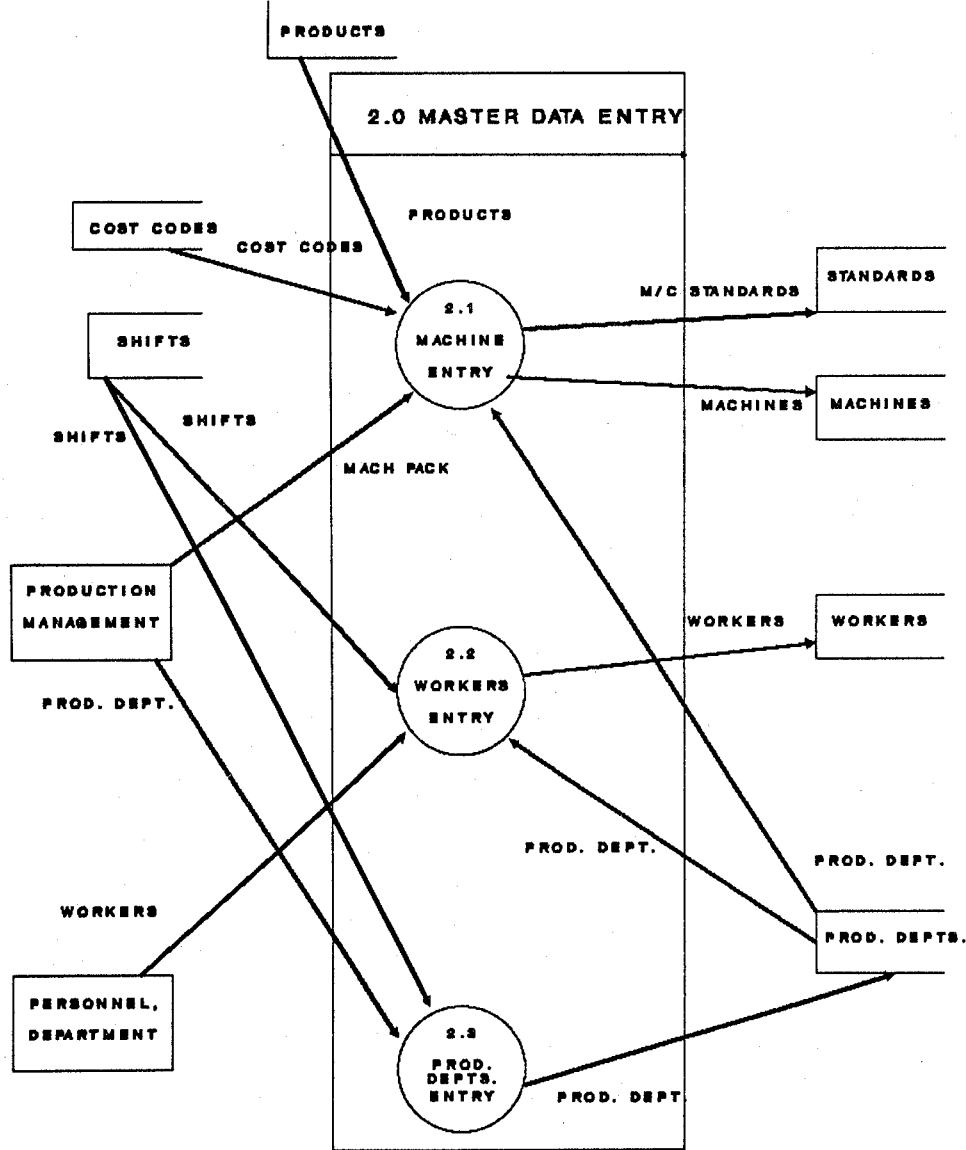 PRODUCTS
2.0 MASTER DATA ENTRY
PRODUCTS
COST CODES
COST CODES
STANDARDS
M/C STANDARDS
2.1
MACHINE
ENTRY
SHIFTS
MACHINES
MACHINES
SHIFTS
SHIFTS
MACH PACK
PRODUCTION
MANAGEMENT
WORKERS
WORKERS
2.2
WORKERS
ENTRY
PROD. DEPT.
PROD. DEPT.
PROD. DEPT.
WORKERS
PROD. DEPTS.
PERSONNEL,
DEPARTMENT
2.3
PROD.
DEPTS.
ENTRY
PROD. DEPT.